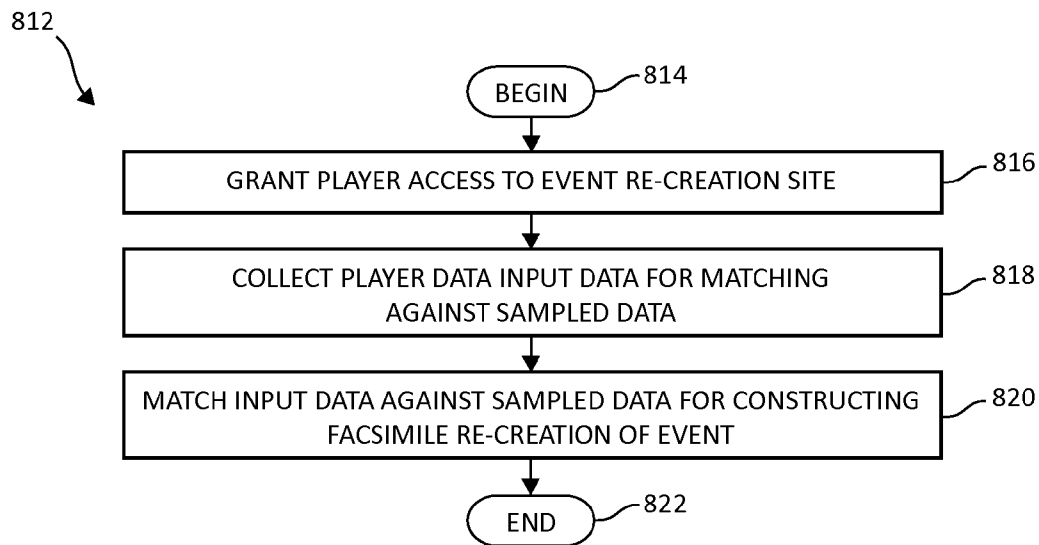 812
BEGIN
814
GRANT PLAYER ACCESS TO EVENT RE-CREATION SITE
816
COLLECT PLAYER DATA INPUT DATA FOR MATCHING
AGAINST SAMPLED DATA
818
MATCH INPUT DATA AGAINST SAMPLED DATA FOR CONSTRUCTING
FACSIMILE RE-CREATION OF EVENT
820
END
822